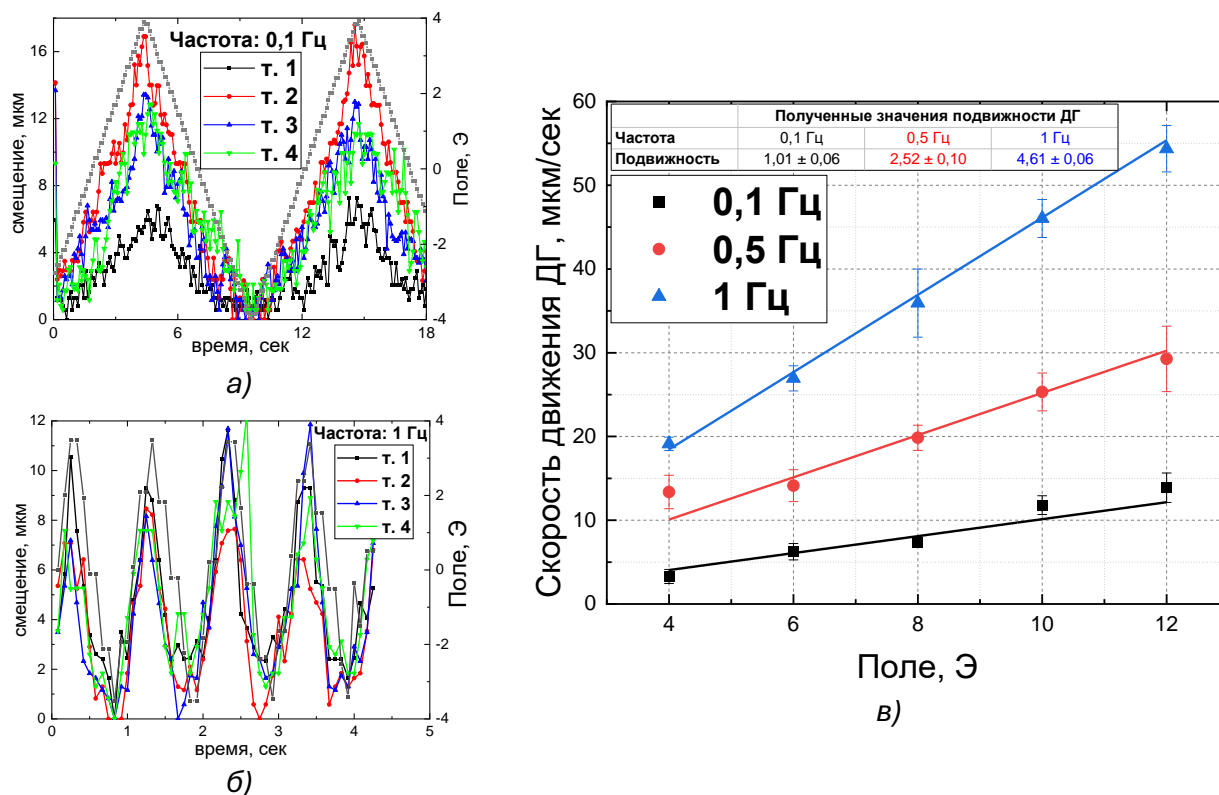 Частота: 0,1 Гц
т. 1
т. 2
т. 3
т. 4
смещение, мкм
16
12
8
4
0
0
6
12
18
время, сек
4
2
0
-2
-4
Поле, Э
а)
Частота: 1 Гц
т. 1
т. 2
т. 3
т. 4
смещение, мкм
12
10
8
6
4
2
0
0
1
2
3
4
5
время, сек
4
2
0
-2
-4
Поле, Э
б)
Полученные значения подвижности ДГ
Частота 0,1 Гц 0,5 Гц 1 Гц
Подвижность 1,01 ± 0,06 2,52 ± 0,10 4,61 ± 0,06
0,1 Гц
0,5 Гц
1 Гц
Скорость движения ДГ, мкм/сек
60
50
40
30
20
10
0
4
6
8
10
12
Поле, Э
в)